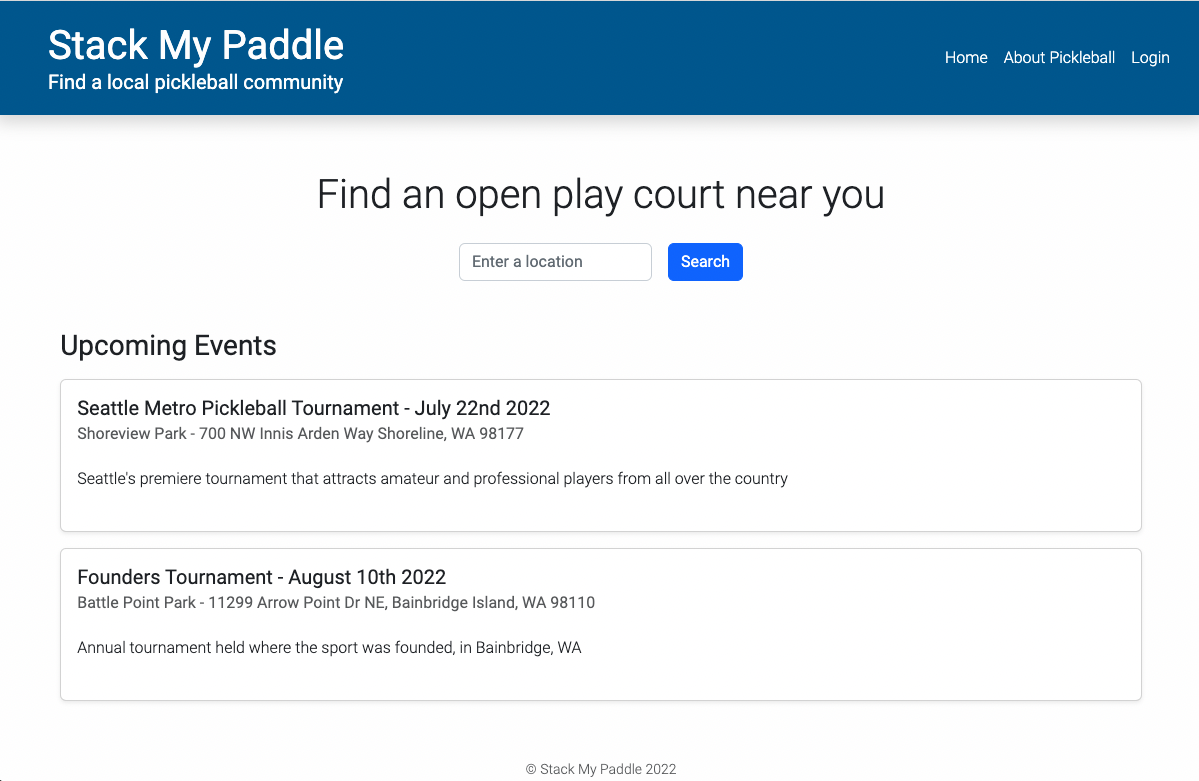 Stack My Paddle
Find a local pickleball community
Home About Pickleball Login
Find an open play court near you
Enter a location Search
Upcoming Events
Seattle Metro Pickleball Tournament - July 22nd 2022
Shoreview Park - 700 NW Innis Arden Way Shoreline, WA 98177
Seattle's premiere tournament that attracts amateur and professional players from all over the country
Founders Tournament - August 10th 2022
Battle Point Park - 11299 Arrow Point Dr NE, Bainbridge Island, WA 98110
Annual tournament held where the sport was founded, in Bainbridge, WA
© Stack My Paddle 2022